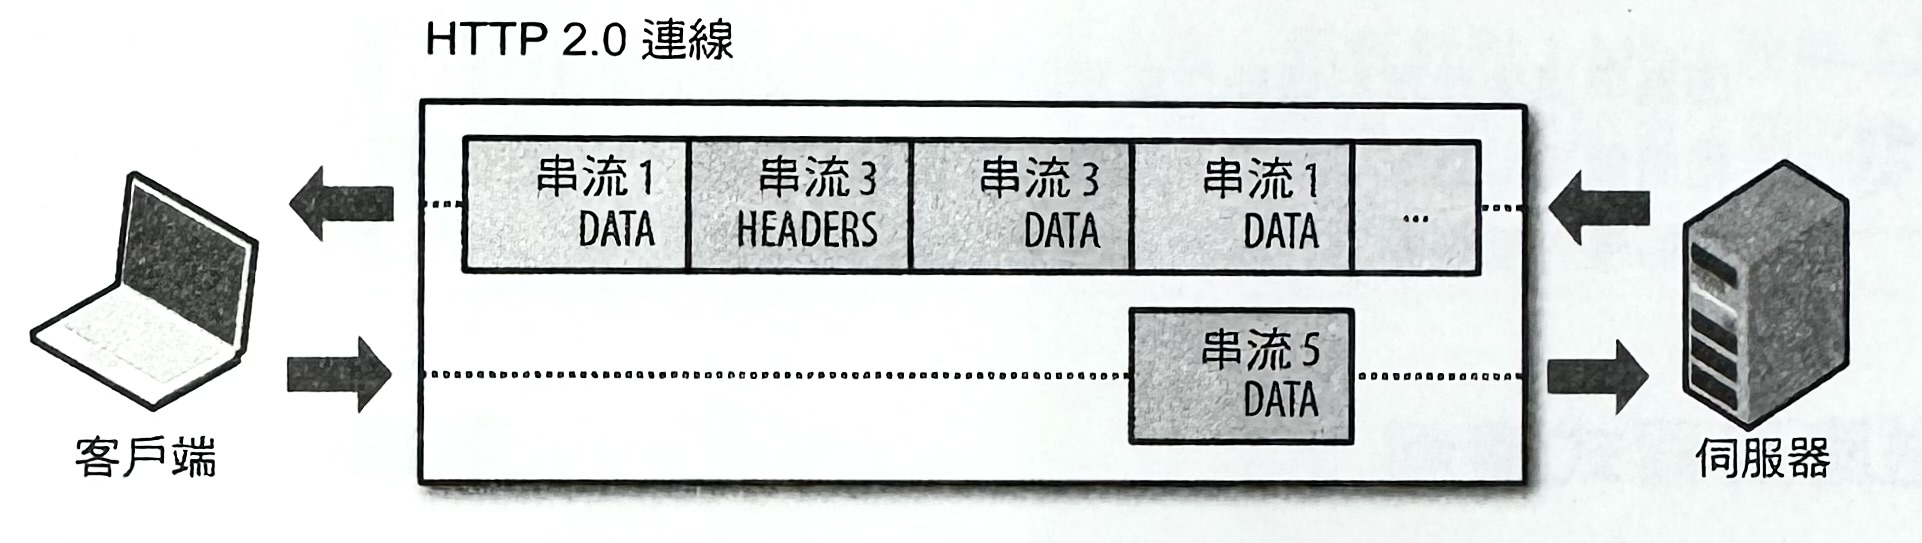 HTTP 2.0 連線
串流 1
DATA
串流 3
HEADERS
串流 3
DATA
串流 1
DATA
...
串流 5
DATA
客戶端
伺服器